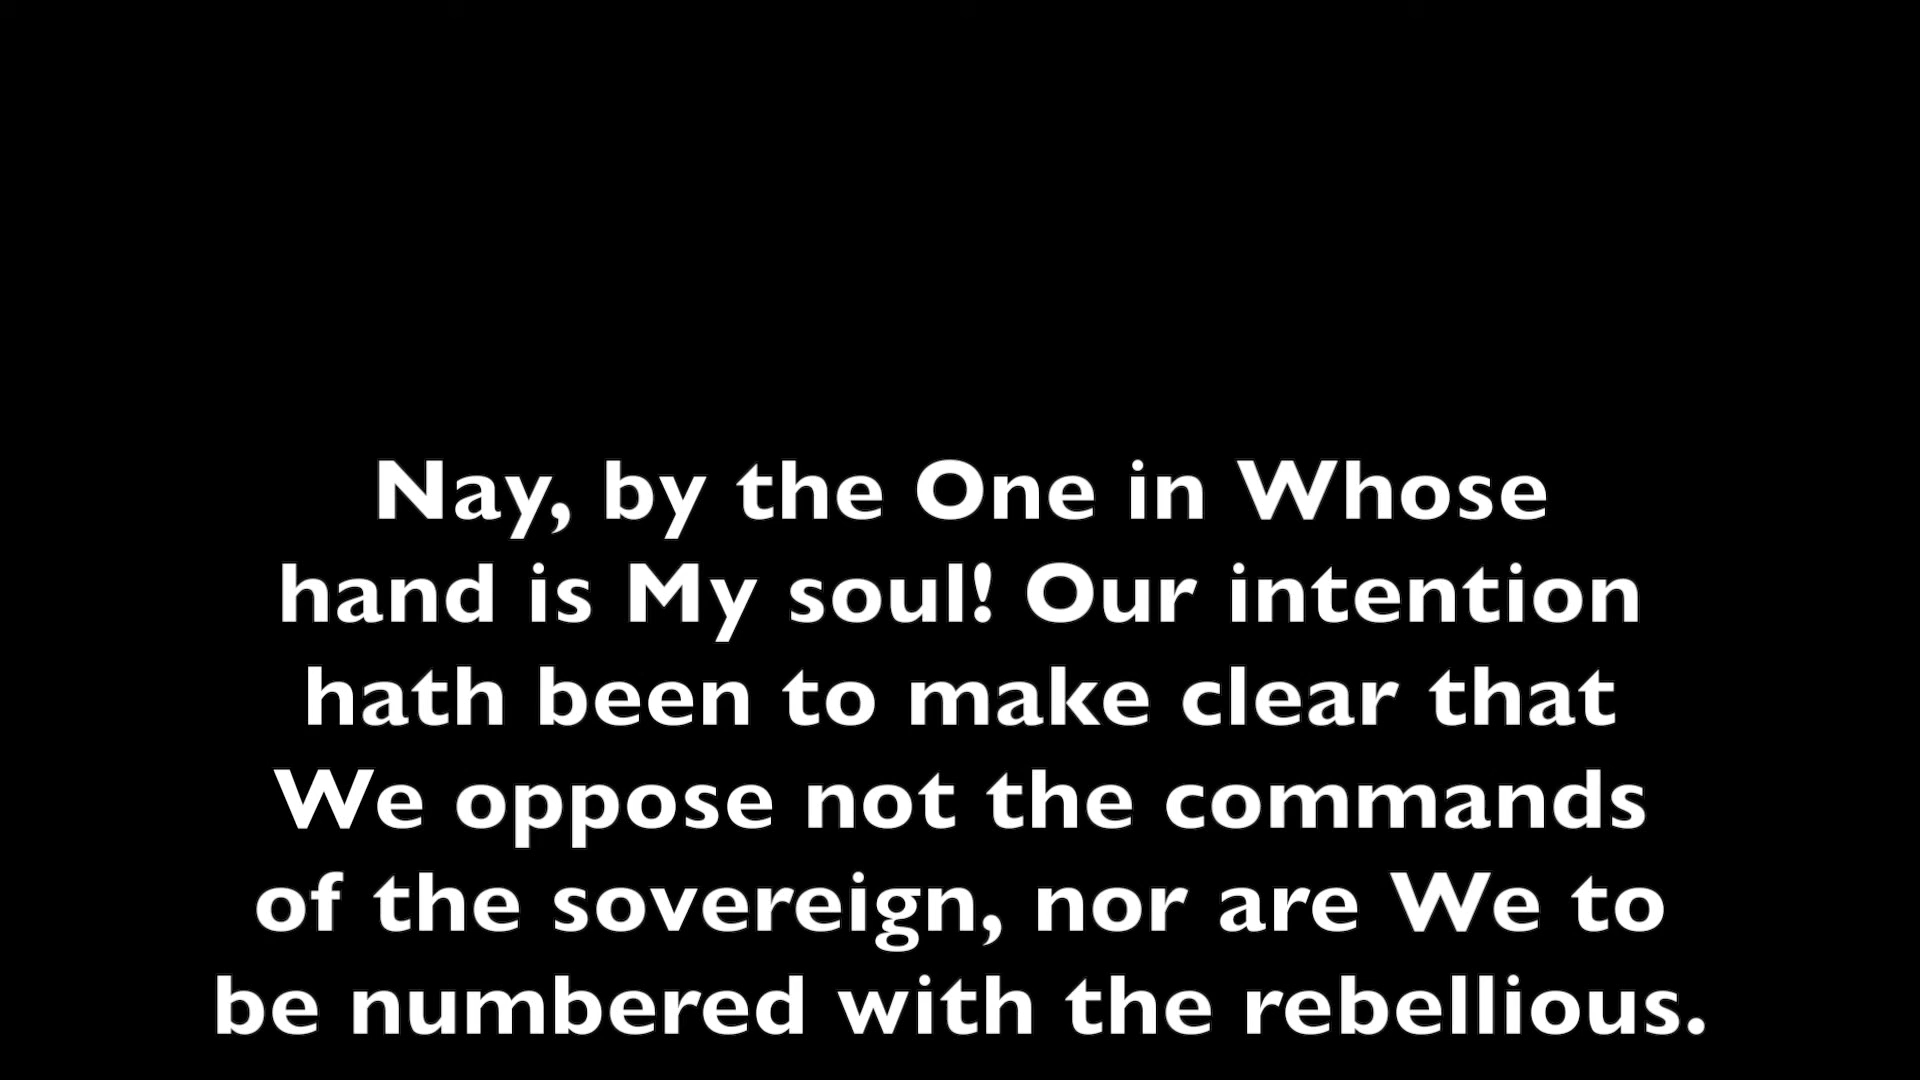 Nay, by the One in Whose
hand is My soul! Our intention
hath been to make clear that
We oppose not the commands
of the sovereign, nor are We to
be numbered with the rebellious.